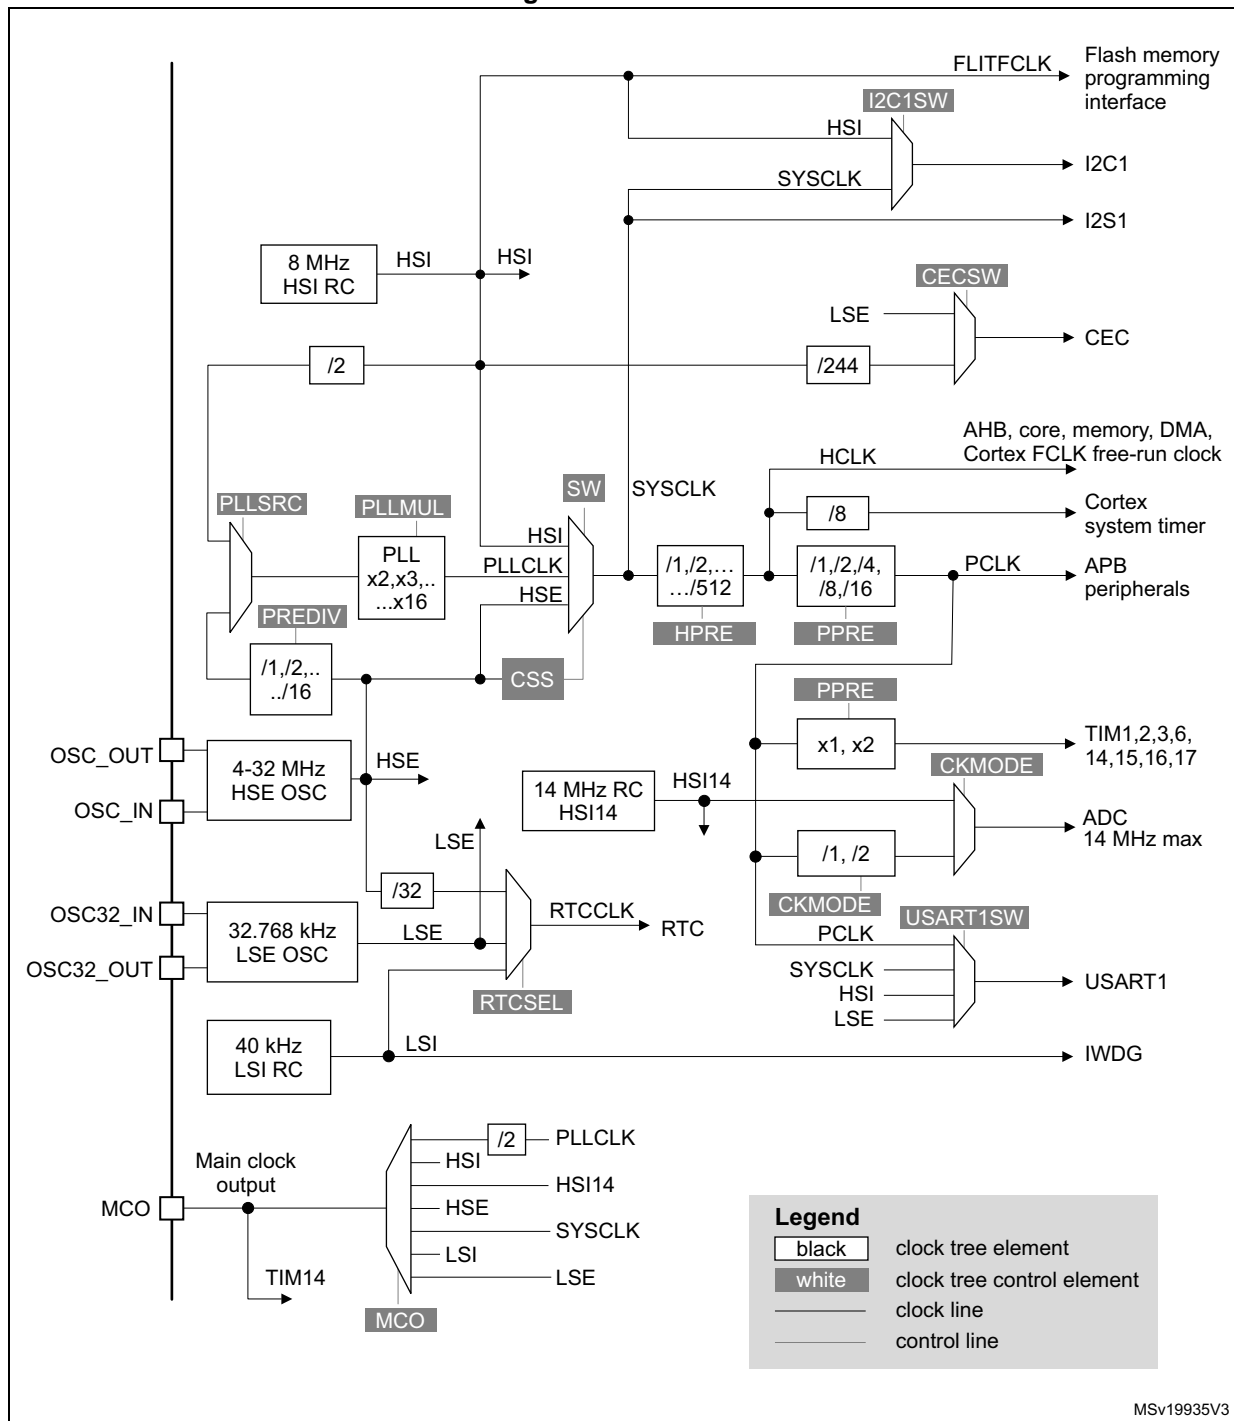 FLITFCLK
Flash memory
programming
interface
I2C1SW
HSI
I2C1
SYSCLK
I2S1
8 MHz
HSI RC
HSI
HSI
CECSW
LSE
CEC
/2
/244
AHB, core, memory, DMA,
Cortex FCLK free-run clock
HCLK
SW
SYSCLK
PLLSRC
PLLMUL
/8
Cortex
system timer
HSI
PLL
x2,x3,..
...x16
PLLCLK
HSE
/1,/2,...
.../512
/1,/2,/4,
/8,/16
PCLK
APB
peripherals
PREDIV
HPRE
PPRE
/1,/2,..
../16
CSS
PPRE
OSC_OUT
OSC_IN
4-32 MHz
HSE OSC
HSE
x1, x2
TIM1,2,3,6,
14,15,16,17
14 MHz RC
HSI14
HSI14
CKMODE
ADC
14 MHz max
LSE
/1, /2
/32
CKMODE
OSC32_IN
OSC32_OUT
32.768 kHz
LSE OSC
LSE
RTCCLK
RTC
RTCSEL
USART1SW
PCLK
SYSCLK
HSI
LSE
USART1
40 kHz
LSI RC
LSI
IWDG
/2
PLLCLK
HSI
Main clock
output
HSI14
MCO
HSE
SYSCLK
LSI
LSE
TIM14
MCO
Legend
black
clock tree element
white
clock tree control element
clock line
control line
MSv19935V3